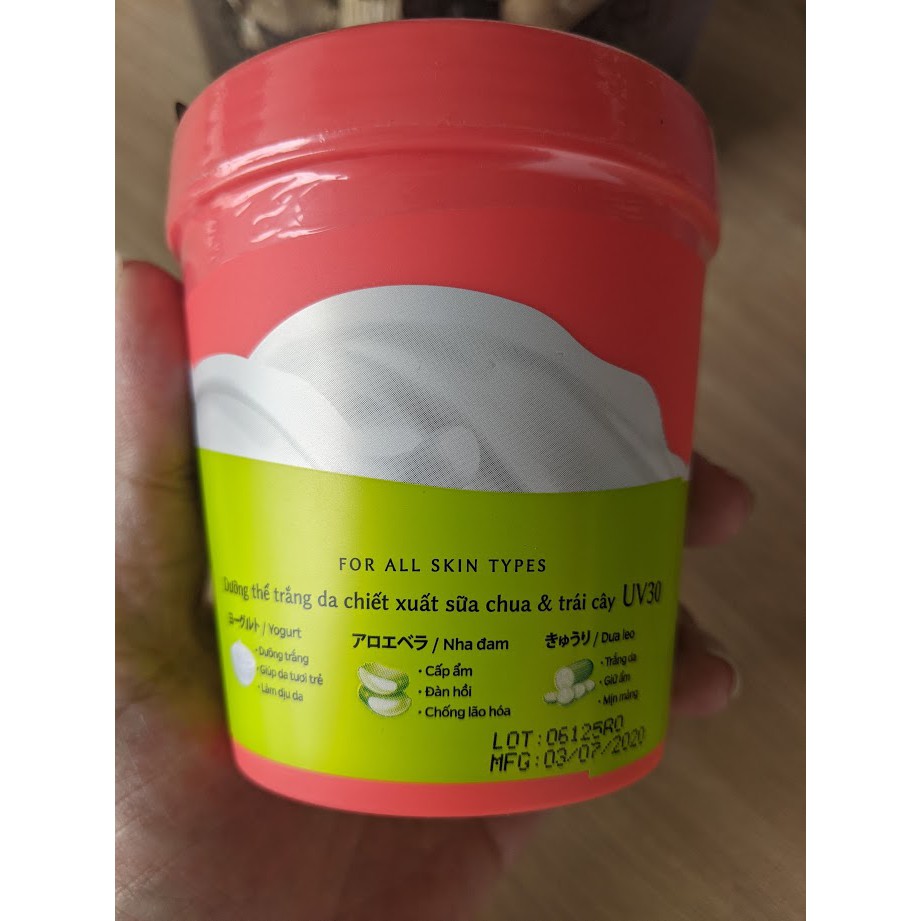 FOR ALL SKIN TYPES
Dưỡng thể trắng da chiết xuất sữa chua & trái cây UV30
ヨーグルト / Yogurt
• Dưỡng trắng
• Giúp da tươi trẻ
• Làm dịu da
アロエベラ / Nha đam
• Cấp ẩm
• Đàn hồi
• Chống lão hóa
きゅうり / Dưa leo
• Trắng da
• Giữ ẩm
• Mịn màng
LOT : 06125R0
MFG : 03/07/2020